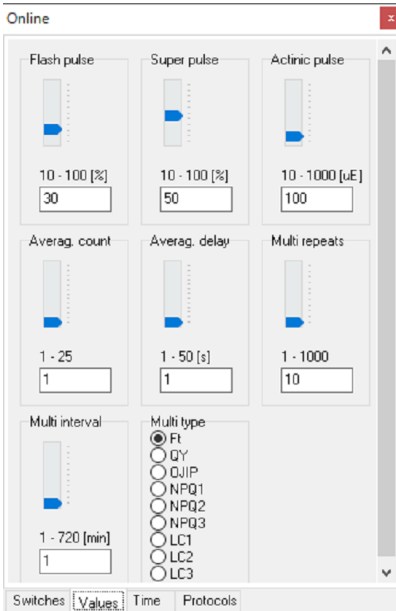 Online
x
Flash pulse
10 - 100 [%]
30
Super pulse
10 - 100 [%]
50
Actinic pulse
10 - 1000 [uE]
100
Averag. count
1 - 25
1
Averag. delay
1 - 50 [s]
1
Multi repeats
1 - 1000
10
Multi interval
1 - 720 [min]
1
Multi type
Ft
QY
OJIP
NPQ1
NPQ2
NPQ3
LC1
LC2
LC3
Switches Values Time Protocols